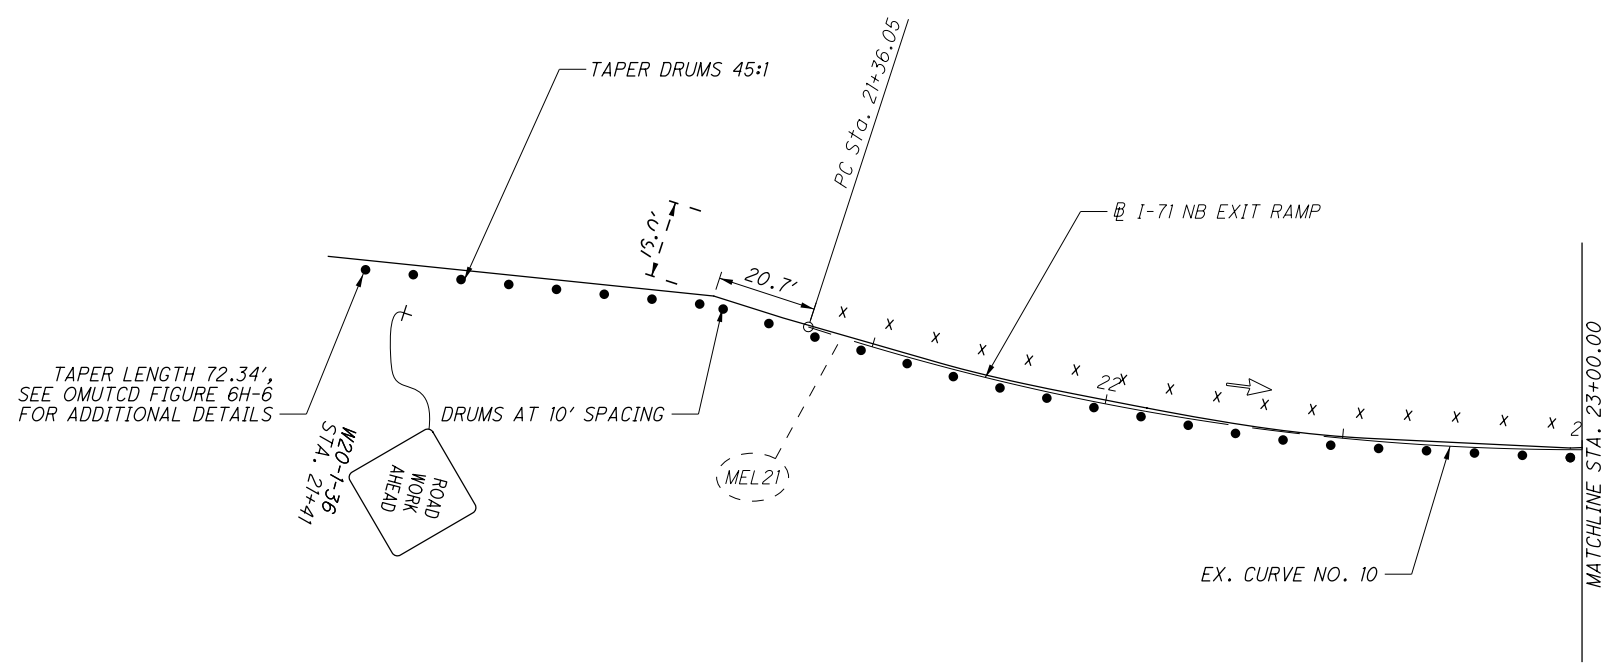 TAPER DRUMS 45:1
PC Sta. 21+36.05
15.0'
20.7'
℄ I-71 NB EXIT RAMP
x x x x x x x x x x x x x x x x
22
2
TAPER LENGTH 72.34',
SEE OMUTCD FIGURE 6H-6
FOR ADDITIONAL DETAILS
DRUMS AT 10' SPACING
W20-1-36
STA. 21+41
ROAD
WORK
AHEAD
MEL21
EX. CURVE NO. 10
MATCHLINE STA. 23+00.00